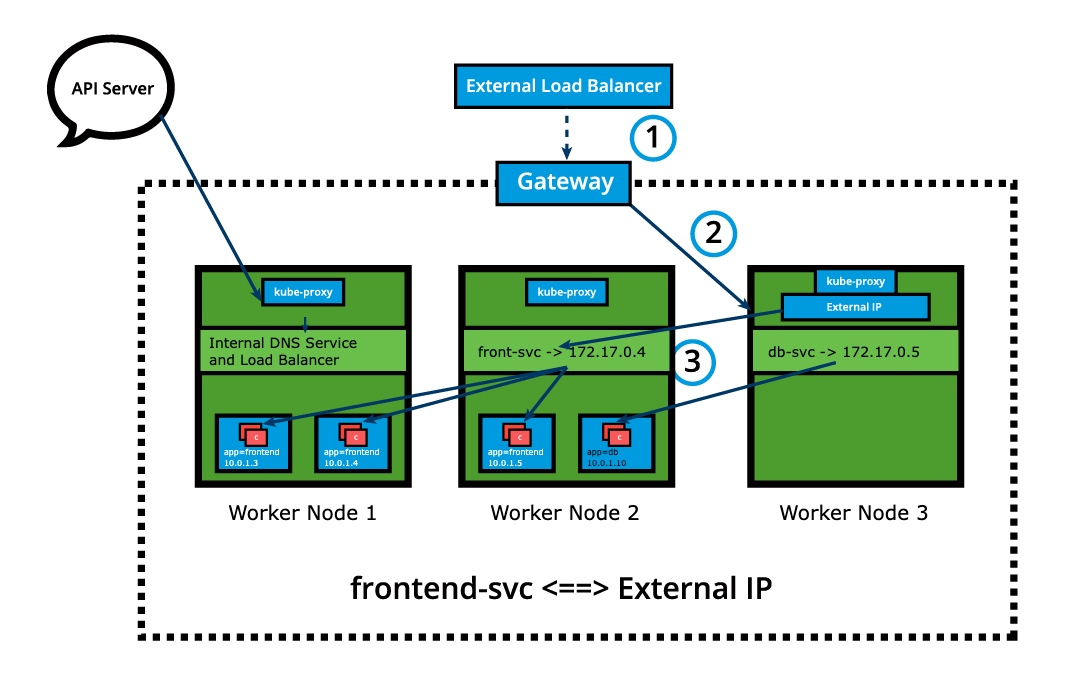 API Server
External Load Balancer
1
Gateway
2
kube-proxy
kube-proxy
kube-proxy
External IP
Internal DNS Service
and Load Balancer
front-svc -> 172.17.0.4
3
db-svc -> 172.17.0.5
C
app=frontend
10.0.1.3
C
app=frontend
10.0.1.4
C
app=frontend
10.0.1.5
C
app=db
10.0.1.10
Worker Node 1
Worker Node 2
Worker Node 3
frontend-svc <==> External IP